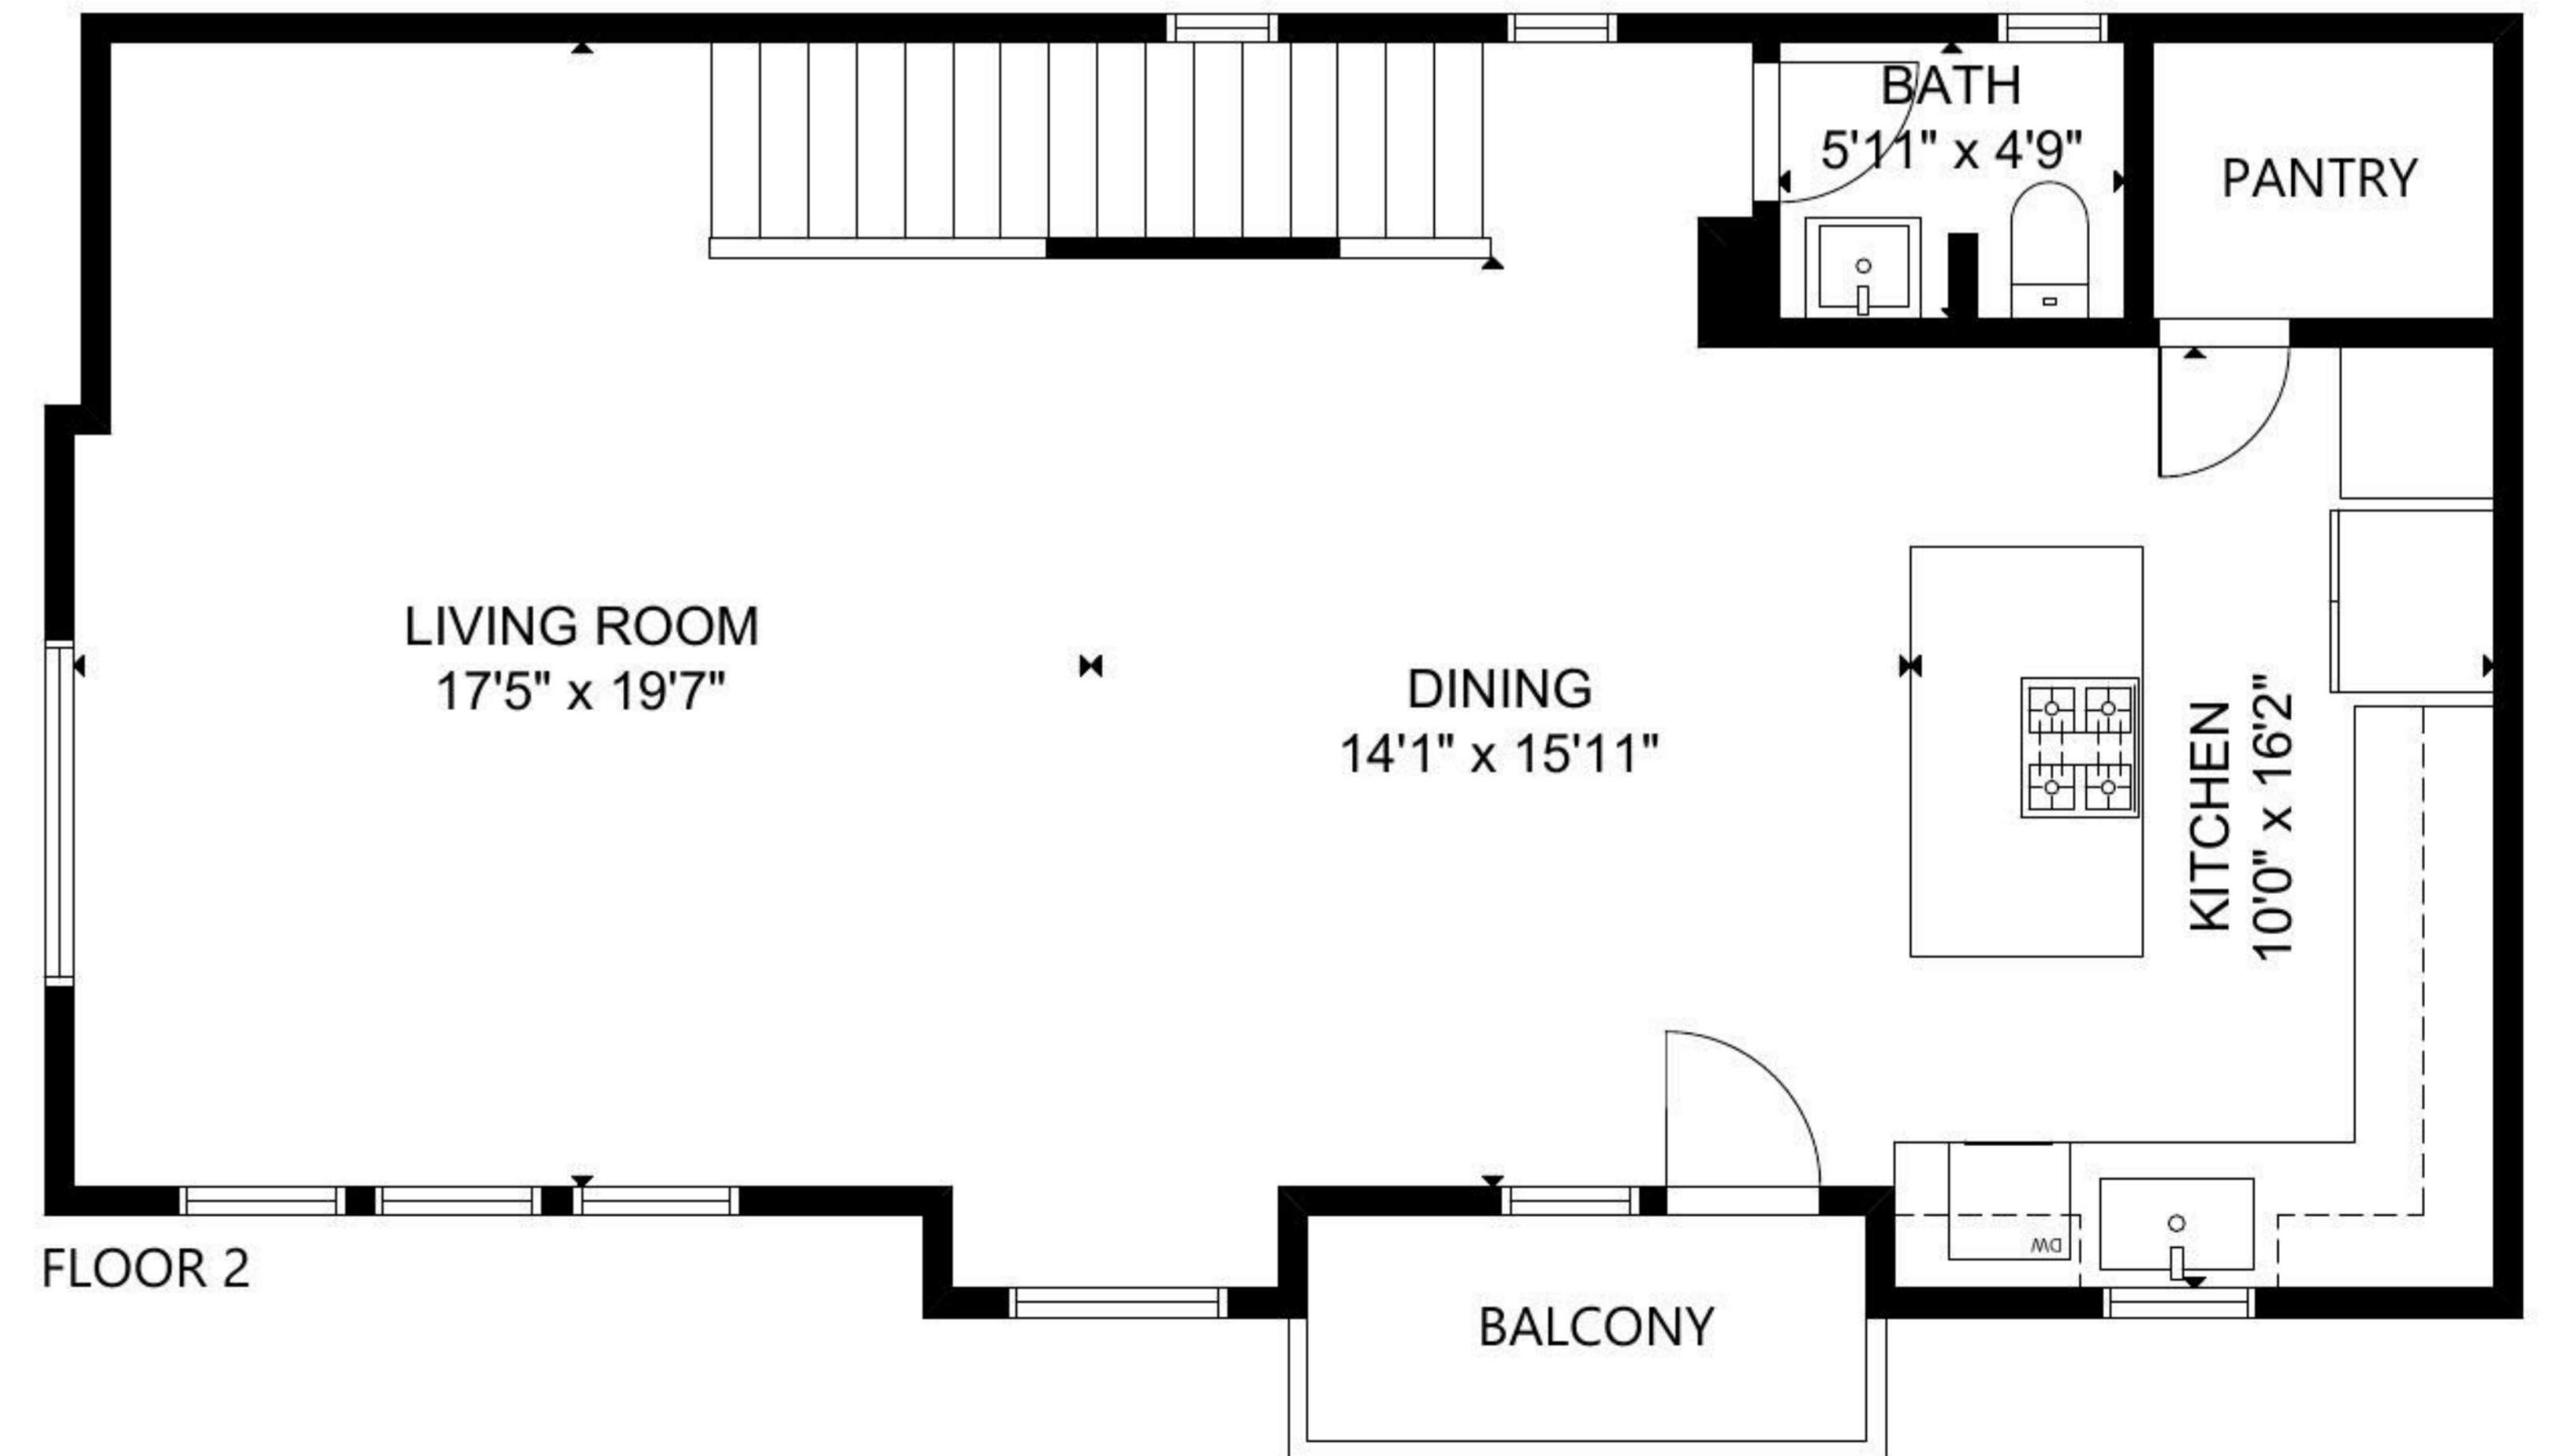 BATH
5'11" x 4'9"
PANTRY
LIVING ROOM
17'5" x 19'7"
DINING
14'1" x 15'11"
KITCHEN
10'0" x 16'2"
DW
FLOOR 2
BALCONY